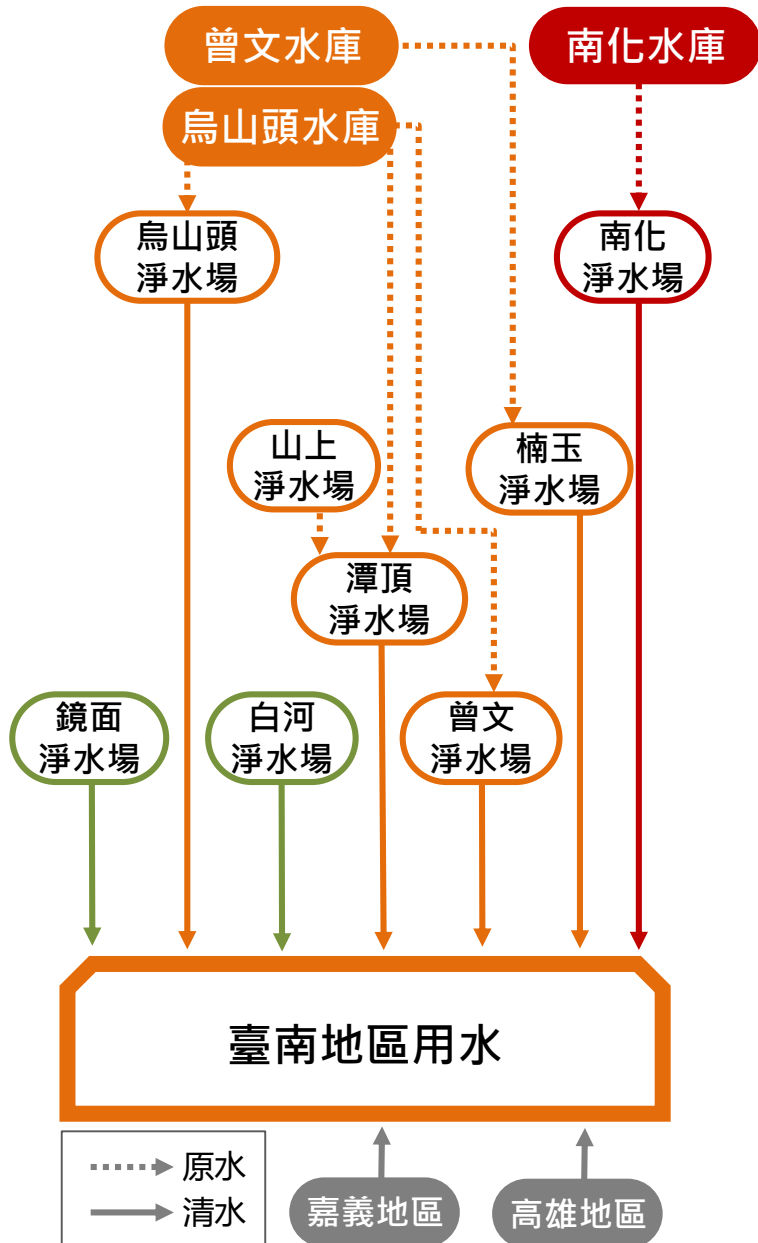 曾文水庫
南化水庫
烏山頭水庫
烏山頭
淨水場
南化
淨水場
山上
淨水場
楠玉
淨水場
潭頂
淨水場
鏡面
淨水場
白河
淨水場
曾文
淨水場
臺南地區用水
原水
清水
嘉義地區
高雄地區